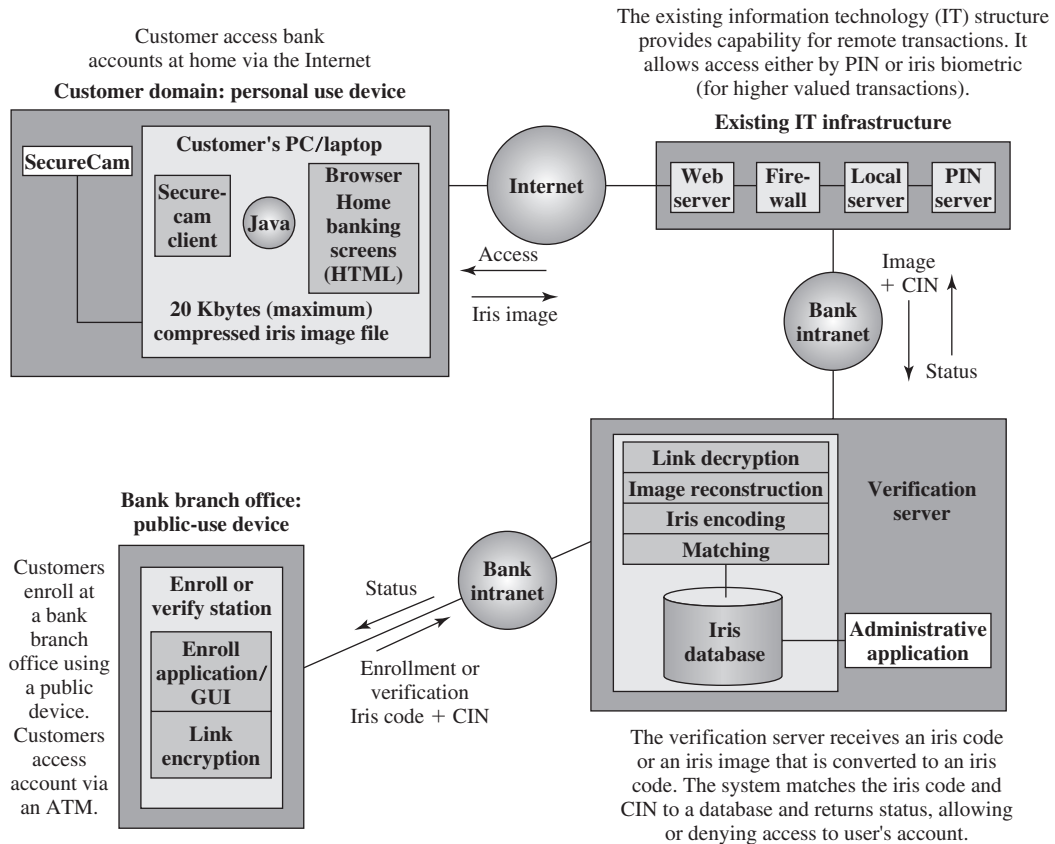 Customer access bank
accounts at home via the Internet
Customer domain: personal use device
SecureCam
Customer's PC/laptop
Secure-
cam
client
Java
Browser
Home
banking
screens
(HTML)
20 Kbytes (maximum)
compressed iris image file
Internet
Access
Iris image
The existing information technology (IT) structure
provides capability for remote transactions. It
allows access either by PIN or iris biometric
(for higher valued transactions).
Existing IT infrastructure
Web
server
Fire-
wall
Local
server
PIN
server
Bank
intranet
Image
+ CIN
Status
Bank branch office:
public-use device
Customers
enroll at
a bank
branch
office using
a public
device.
Customers
access
account via
an ATM.
Enroll or
verify station
Enroll
application/
GUI
Link
encryption
Status
Enrollment or
verification
Iris code + CIN
Bank
intranet
Link decryption
Image reconstruction
Iris encoding
Matching
Iris
database
Verification
server
Administrative
application
The verification server receives an iris code
or an iris image that is converted to an iris
code. The system matches the iris code and
CIN to a database and returns status, allowing
or denying access to user's account.